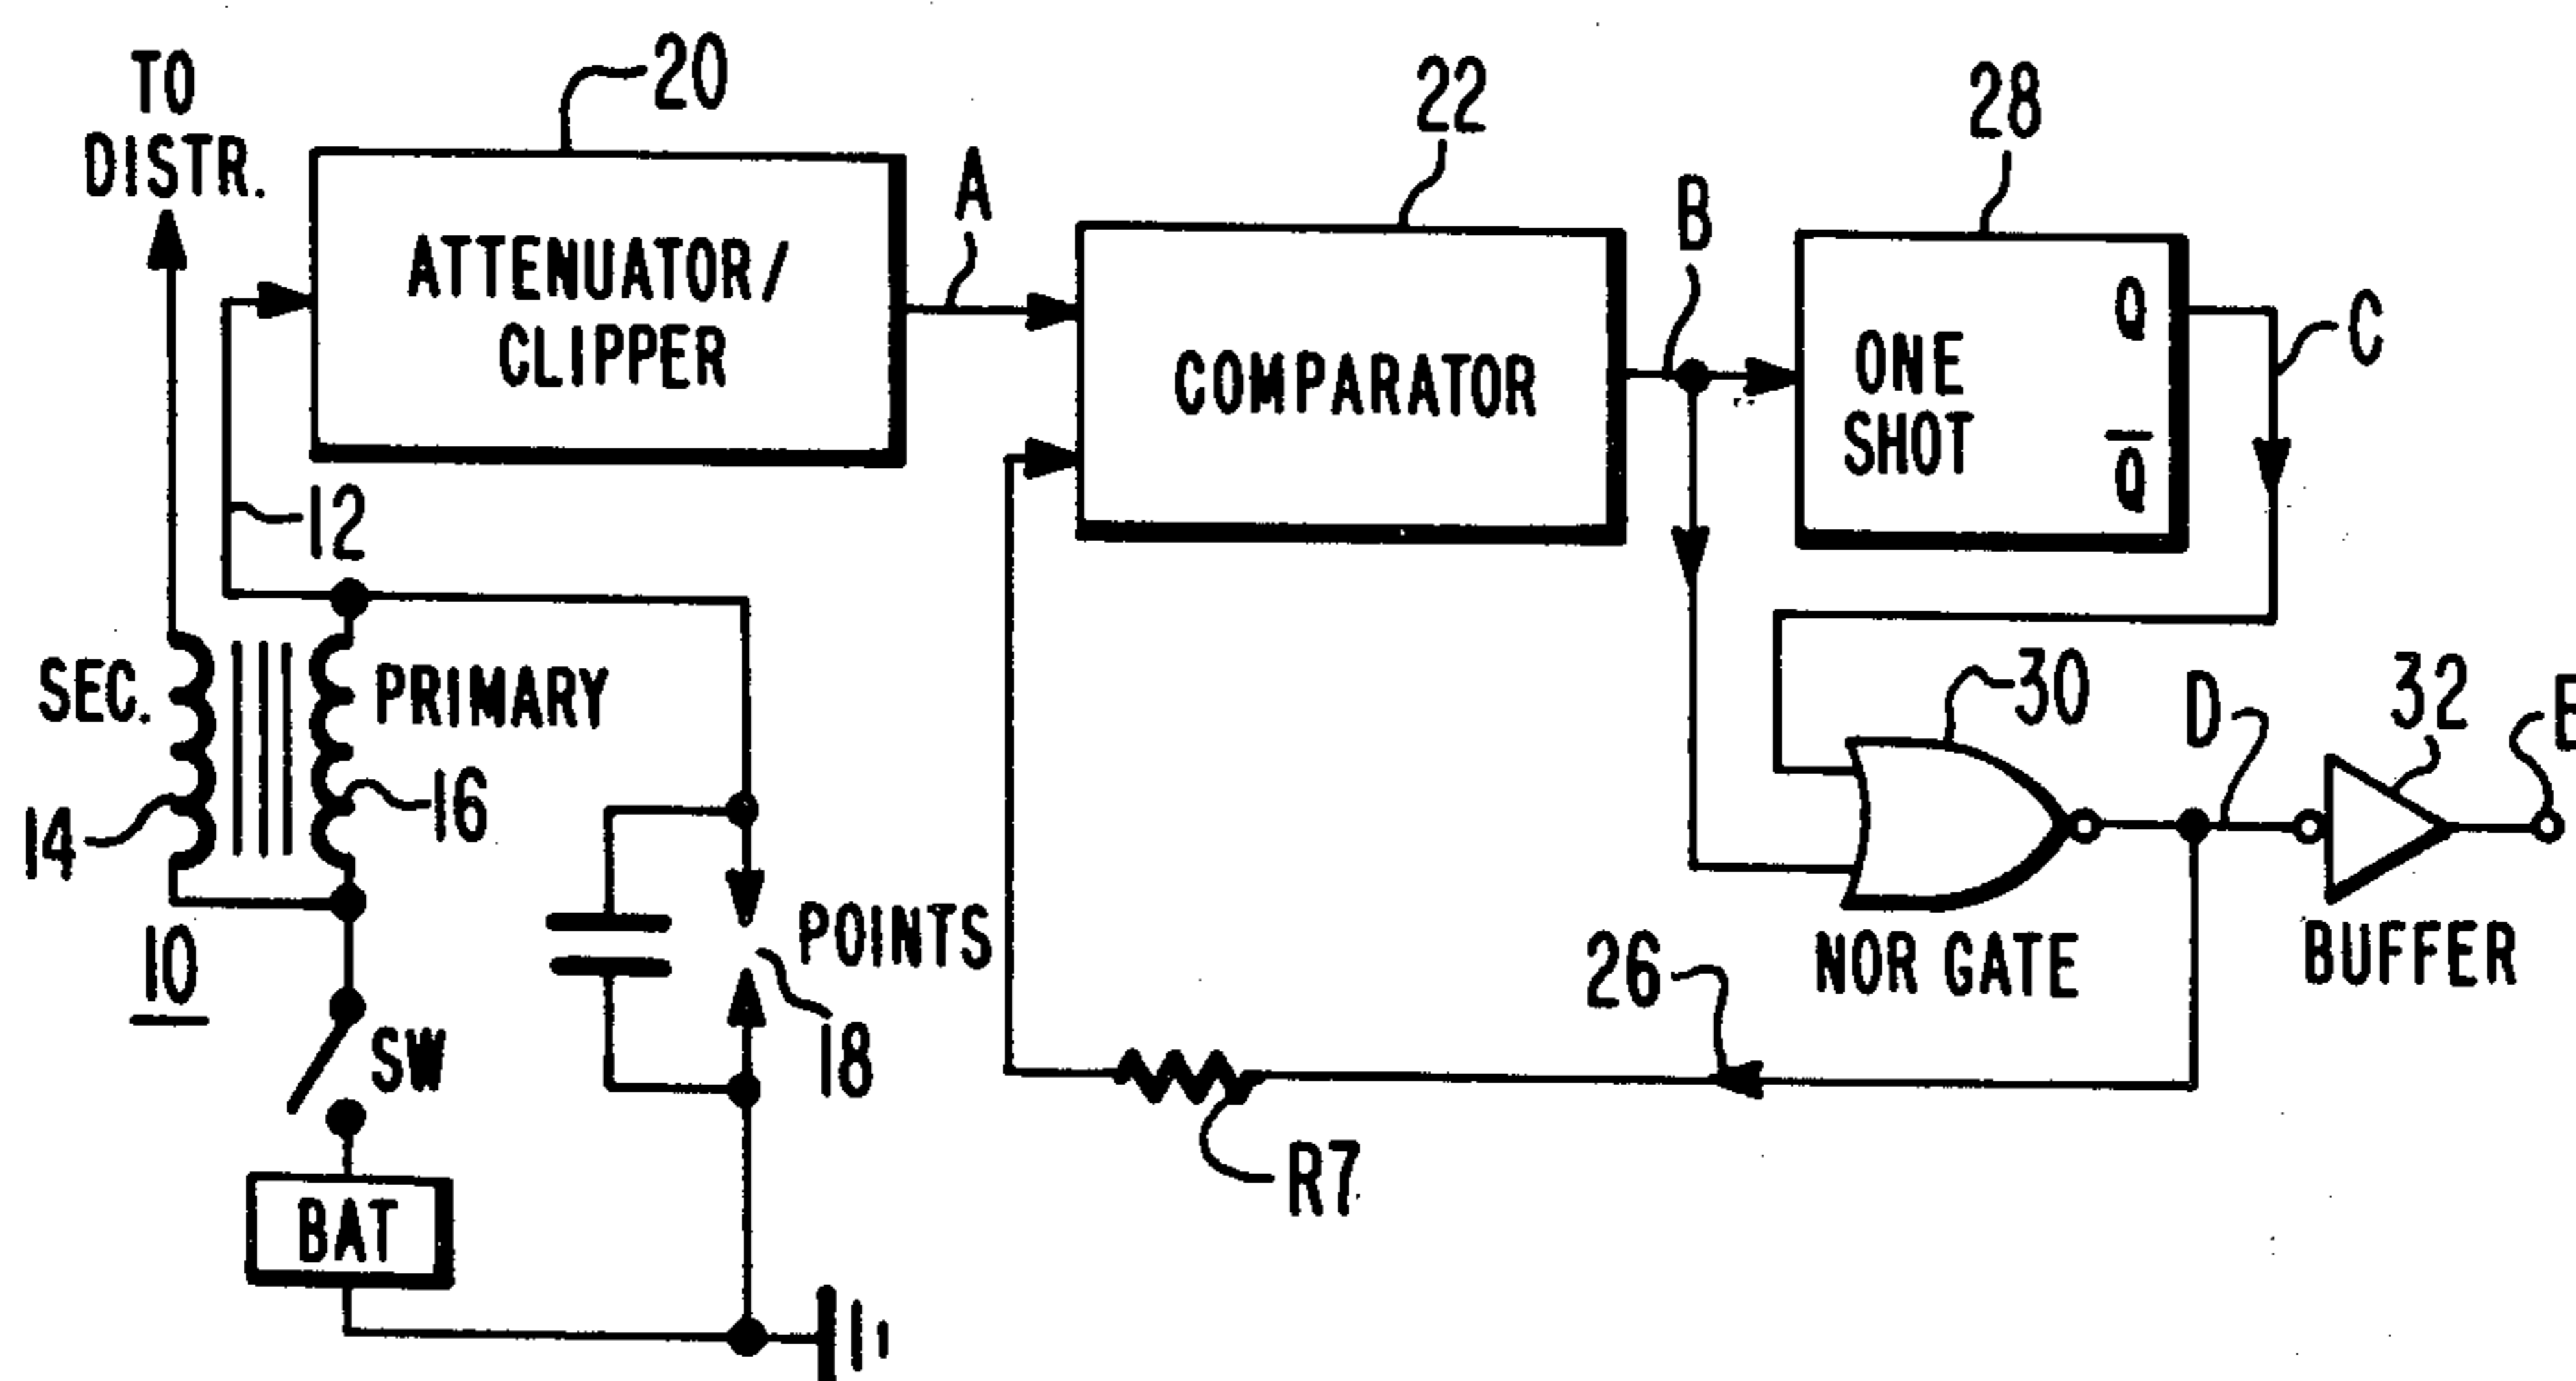 TO
DISTR.
20
ATTENUATOR/
CLIPPER
A
22
COMPARATOR
B
28
ONE
SHOT
Q
Q̅
C
12
SEC.
PRIMARY
14
16
10
SW
BAT
POINTS
18
30
NOR GATE
D
32
BUFFER
E
26
R7